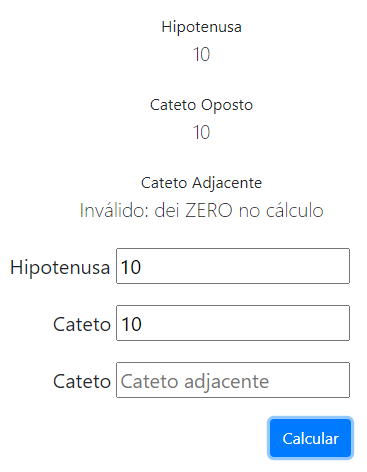 Hipotenusa
10
Cateto Oposto
10
Cateto Adjacente
Inválido: dei ZERO no cálculo
Hipotenusa 10
Cateto 10
Cateto Cateto adjacente
Calcular